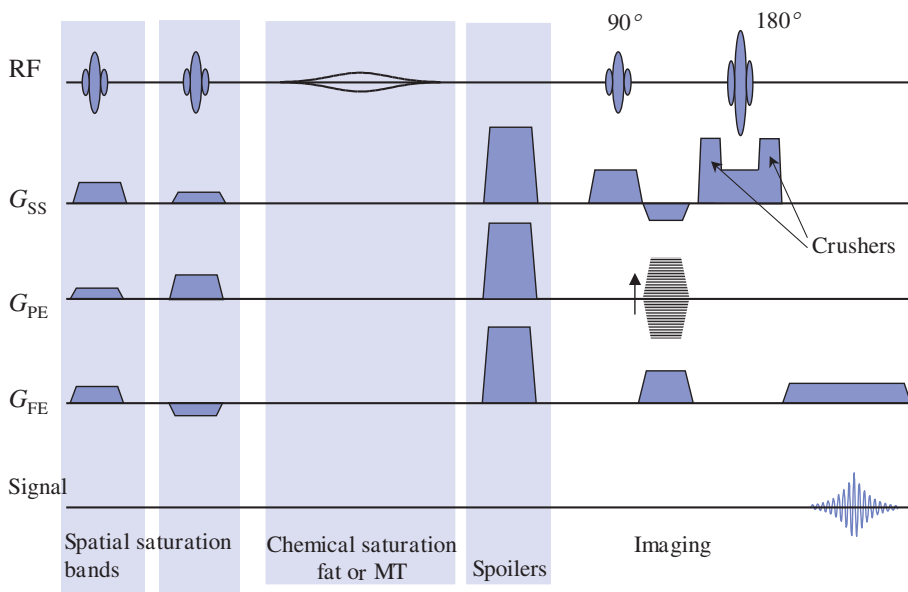 90°
180°
RF
G_SS
Crushers
G_PE
G_FE
Signal
Spatial saturation
bands
Chemical saturation
fat or MT
Spoilers
Imaging